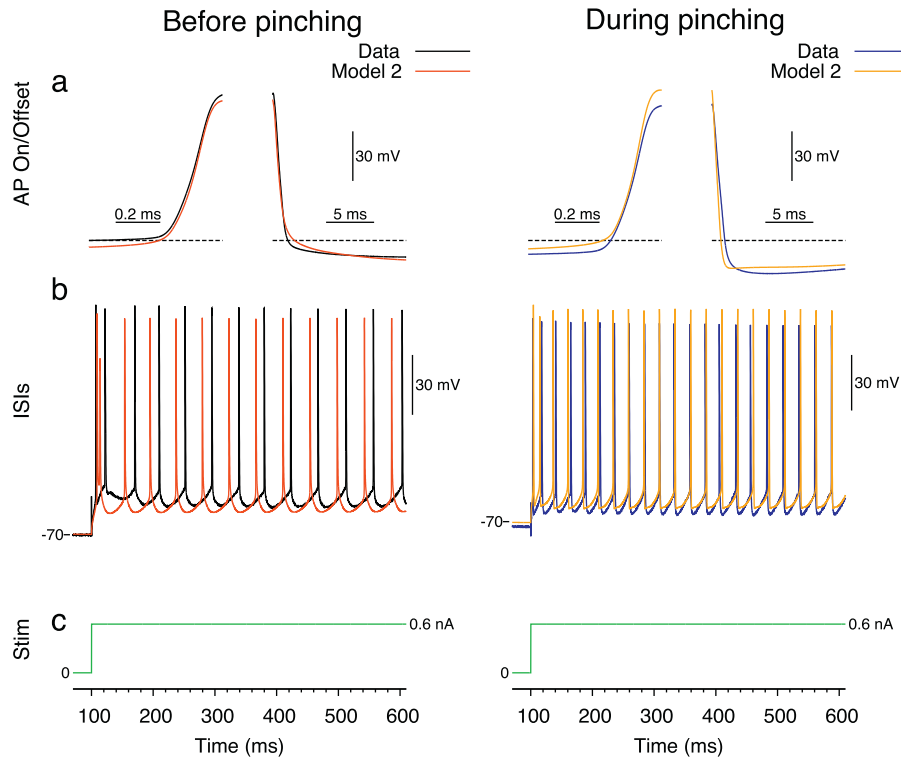 Before pinching
During pinching
Data
Model 2
Data
Model 2
a
AP On/Offset
30 mV
0.2 ms
5 ms
30 mV
0.2 ms
5 ms
b
ISIs
30 mV
-70
30 mV
-70
c
Stim
0.6 nA
0
0.6 nA
0
100 200 300 400 500 600
Time (ms)
100 200 300 400 500 600
Time (ms)